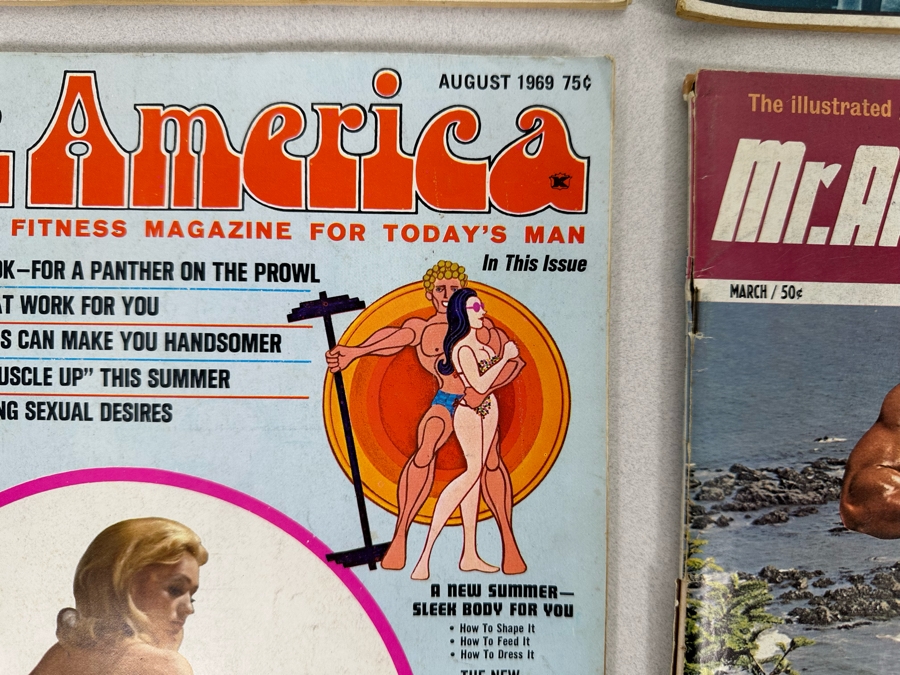 AUGUST 1969 75¢
America
FITNESS MAGAZINE FOR TODAY'S MAN
OK–FOR A PANTHER ON THE PROWL
AT WORK FOR YOU
S CAN MAKE YOU HANDSOMER
USCLE UP" THIS SUMMER
NG SEXUAL DESIRES
In This Issue
A NEW SUMMER–
SLEEK BODY FOR YOU
• How To Shape It
• How To Feed It
• How To Dress It
THE NEW
The illustrated
Mr. A
MARCH / 50¢